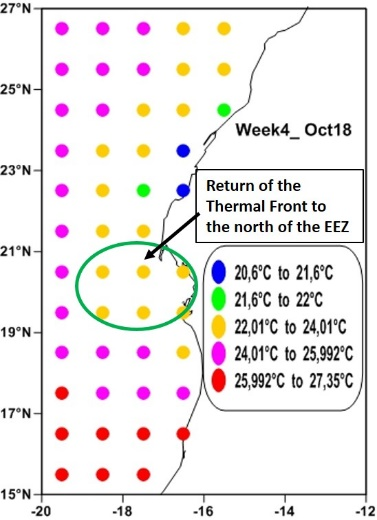 27°N
25°N
Week4_ Oct18
23°N
Return of the
Thermal Front to
the north of the EEZ
21°N
20,6°C to 21,6°C
21,6°C to 22°C
22,01°C to 24,01°C
24,01°C to 25,992°C
25,992°C to 27,35°C
19°N
17°N
15°N
-20 -18 -16 -14 -12